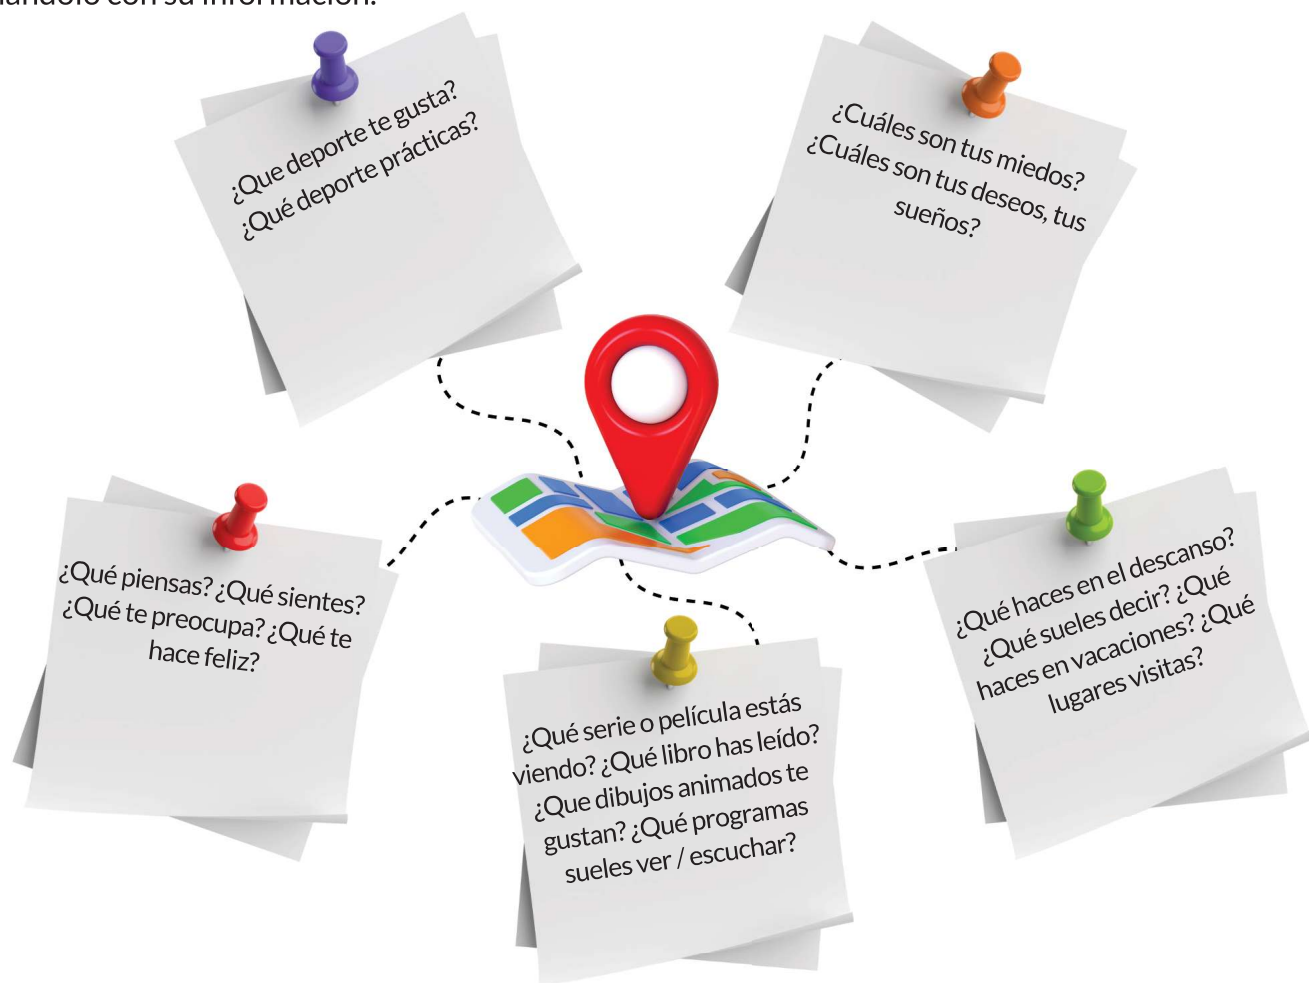 con su información.
¿Que deporte te gusta?
¿Qué deporte prácticas?
¿Cuáles son tus miedos?
¿Cuáles son tus deseos, tus
sueños?
¿Qué piensas? ¿Qué sientes?
¿Qué te preocupa? ¿Qué te
hace feliz?
¿Qué serie o película estás
viendo? ¿Qué libro has leído?
¿Que dibujos animados te
gustan? ¿Qué programas
sueles ver / escuchar?
¿Qué haces en el descanso?
¿Qué sueles decir? ¿Qué
haces en vacaciones? ¿Qué
lugares visitas?